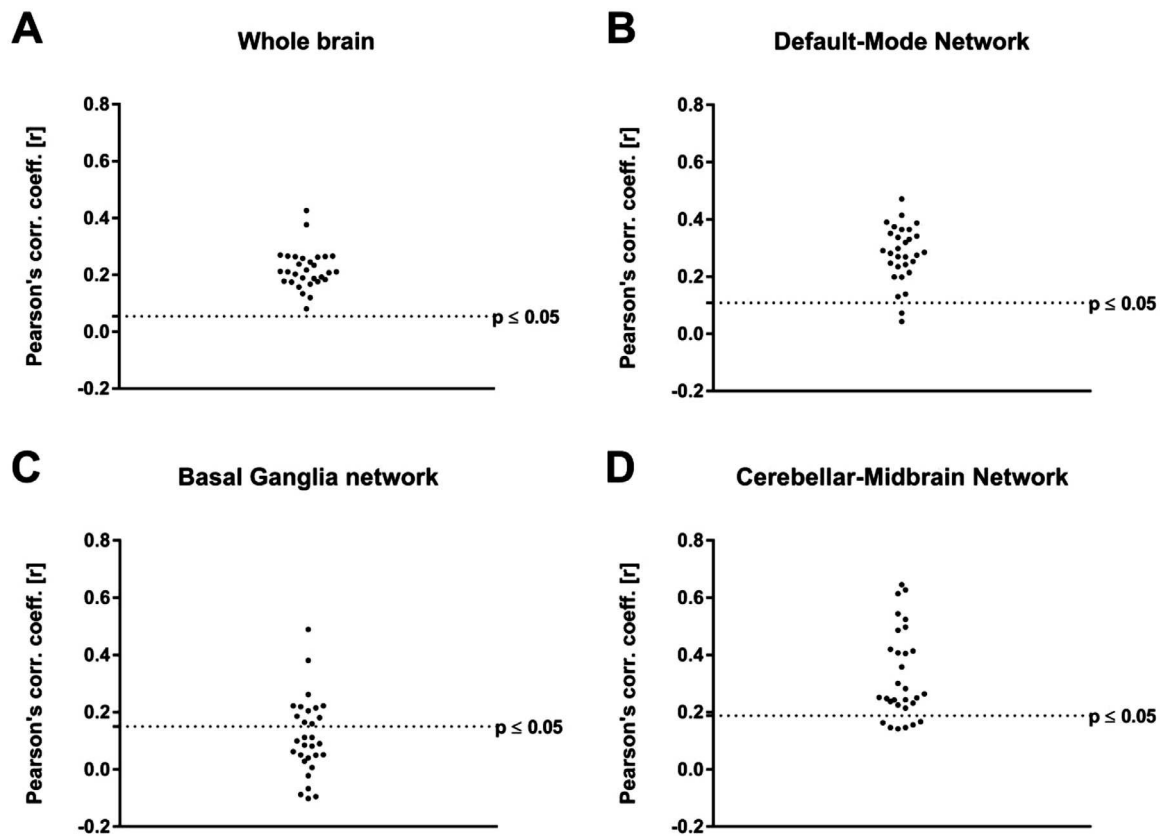 A
Whole brain
Pearson's corr. coeff. [r]
0.8
0.6
0.4
0.2
0.0
-0.2
p ≤ 0.05
B
Default-Mode Network
Pearson's corr. coeff. [r]
0.8
0.6
0.4
0.2
0.0
-0.2
p ≤ 0.05
C
Basal Ganglia network
Pearson's corr. coeff. [r]
0.8
0.6
0.4
0.2
0.0
-0.2
p ≤ 0.05
D
Cerebellar-Midbrain Network
Pearson's corr. coeff. [r]
0.8
0.6
0.4
0.2
0.0
-0.2
p ≤ 0.05